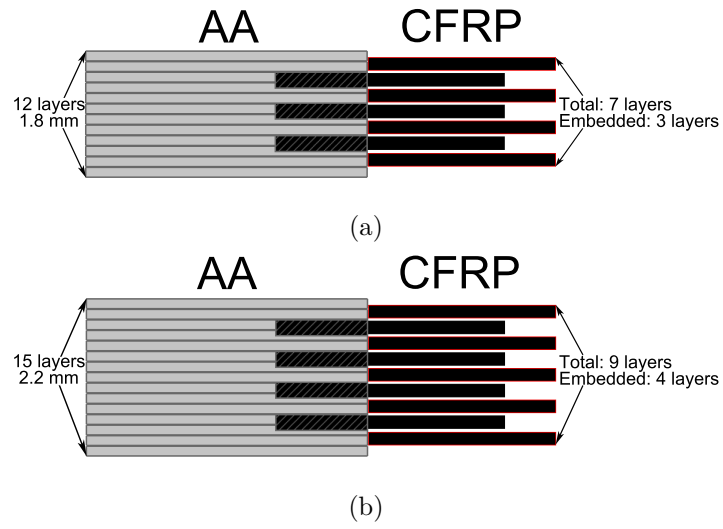 AA
CFRP
12 layers
1.8 mm
Total: 7 layers
Embedded: 3 layers
(a)
AA
CFRP
15 layers
2.2 mm
Total: 9 layers
Embedded: 4 layers
(b)